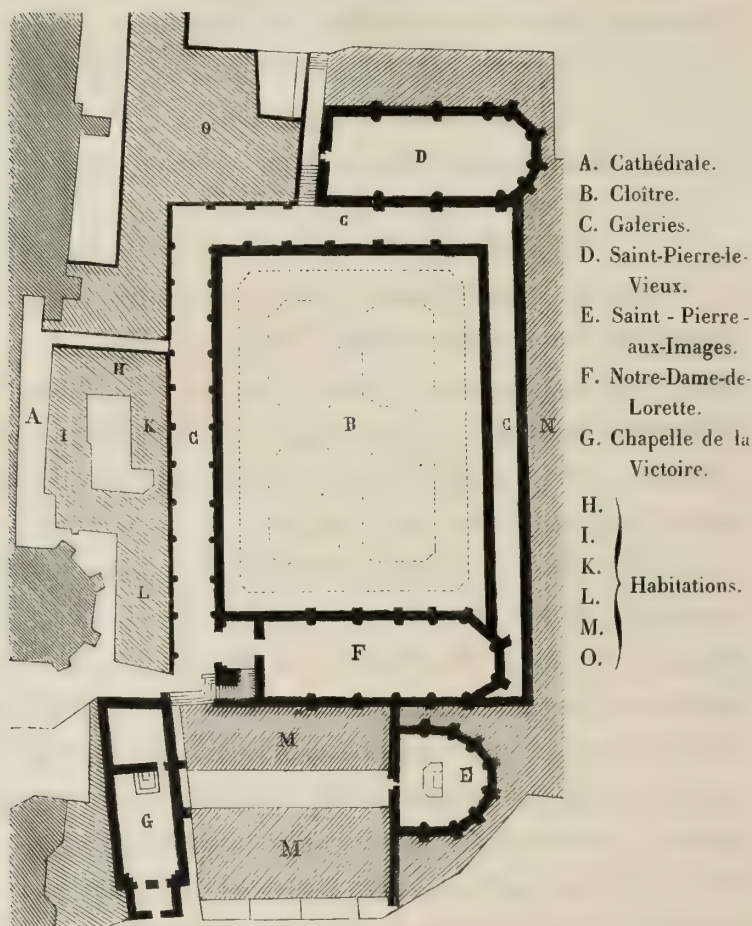 O
D
C
H
A
I
K
C
B
C
N
L
F
M
E
G
M
A. Cathédrale.
B. Cloître.
C. Galeries.
D. Saint-Pierre-le-
Vieux.
E. Saint - Pierre -
aux-Images.
F. Notre-Dame-de-
Lorette.
G. Chapelle de la
Victoire.
H.
I.
K.
L.
M.
O.
Habitations.